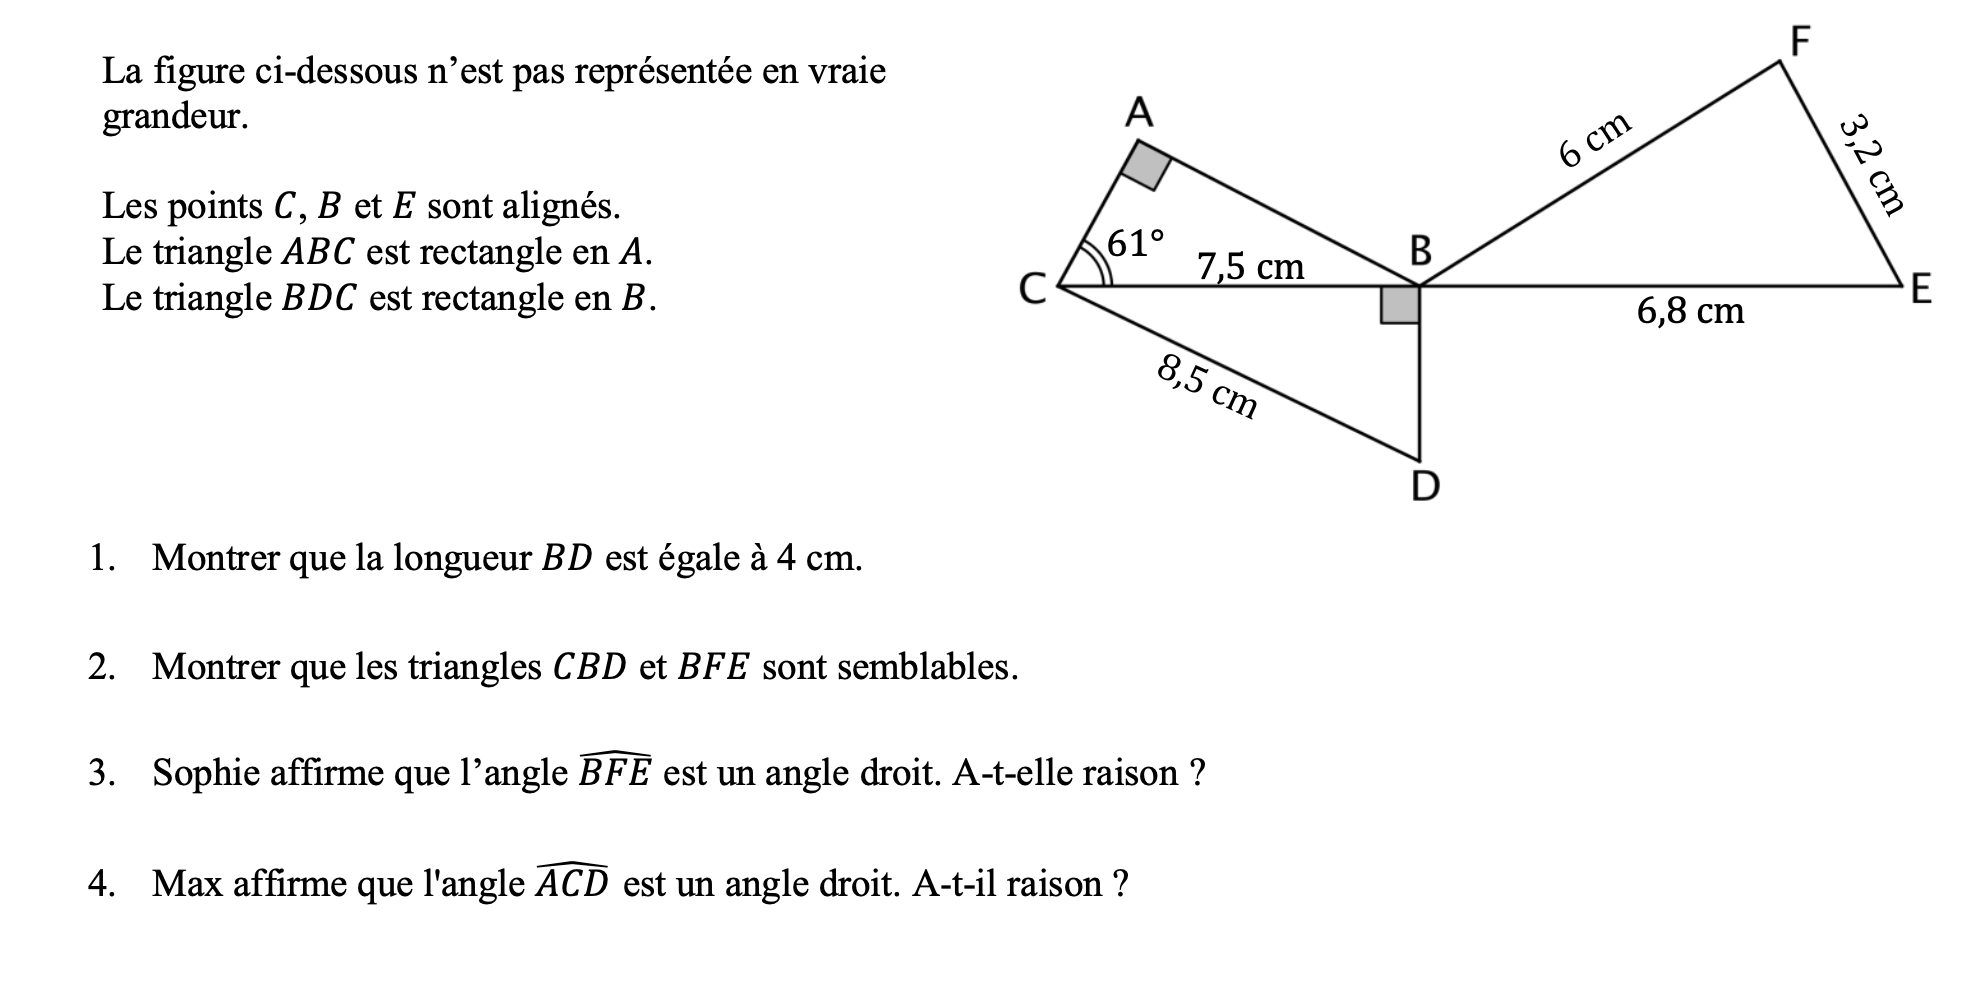 La figure ci-dessous n’est pas représentée en vraie
grandeur.
Les points C, B et E sont alignés.
Le triangle ABC est rectangle en A.
Le triangle BDC est rectangle en B.
F
A
6 cm
3,2 cm
61°
7,5 cm
B
C
E
6,8 cm
8,5 cm
D
1. Montrer que la longueur BD est égale à 4 cm.
2. Montrer que les triangles CBD et BFE sont semblables.
3. Sophie affirme que l’angle \widehat{BFE} est un angle droit. A-t-elle raison ?
4. Max affirme que l'angle \widehat{ACD} est un angle droit. A-t-il raison ?